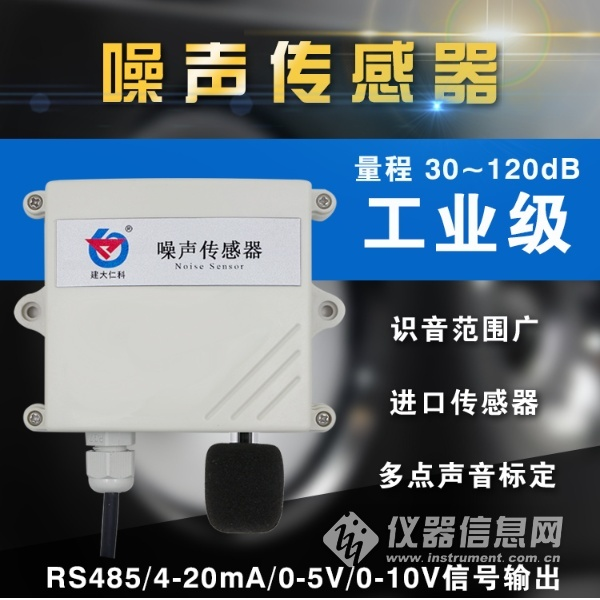 噪声传感器
量程 30~120dB
工业级
®
建大仁科
噪声传感器
Noise Sensor
识音范围广
进口传感器
多点声音标定
仪器信息网
www.instrument.com.cn
RS485/4-20mA/0-5V/0-10V信号输出